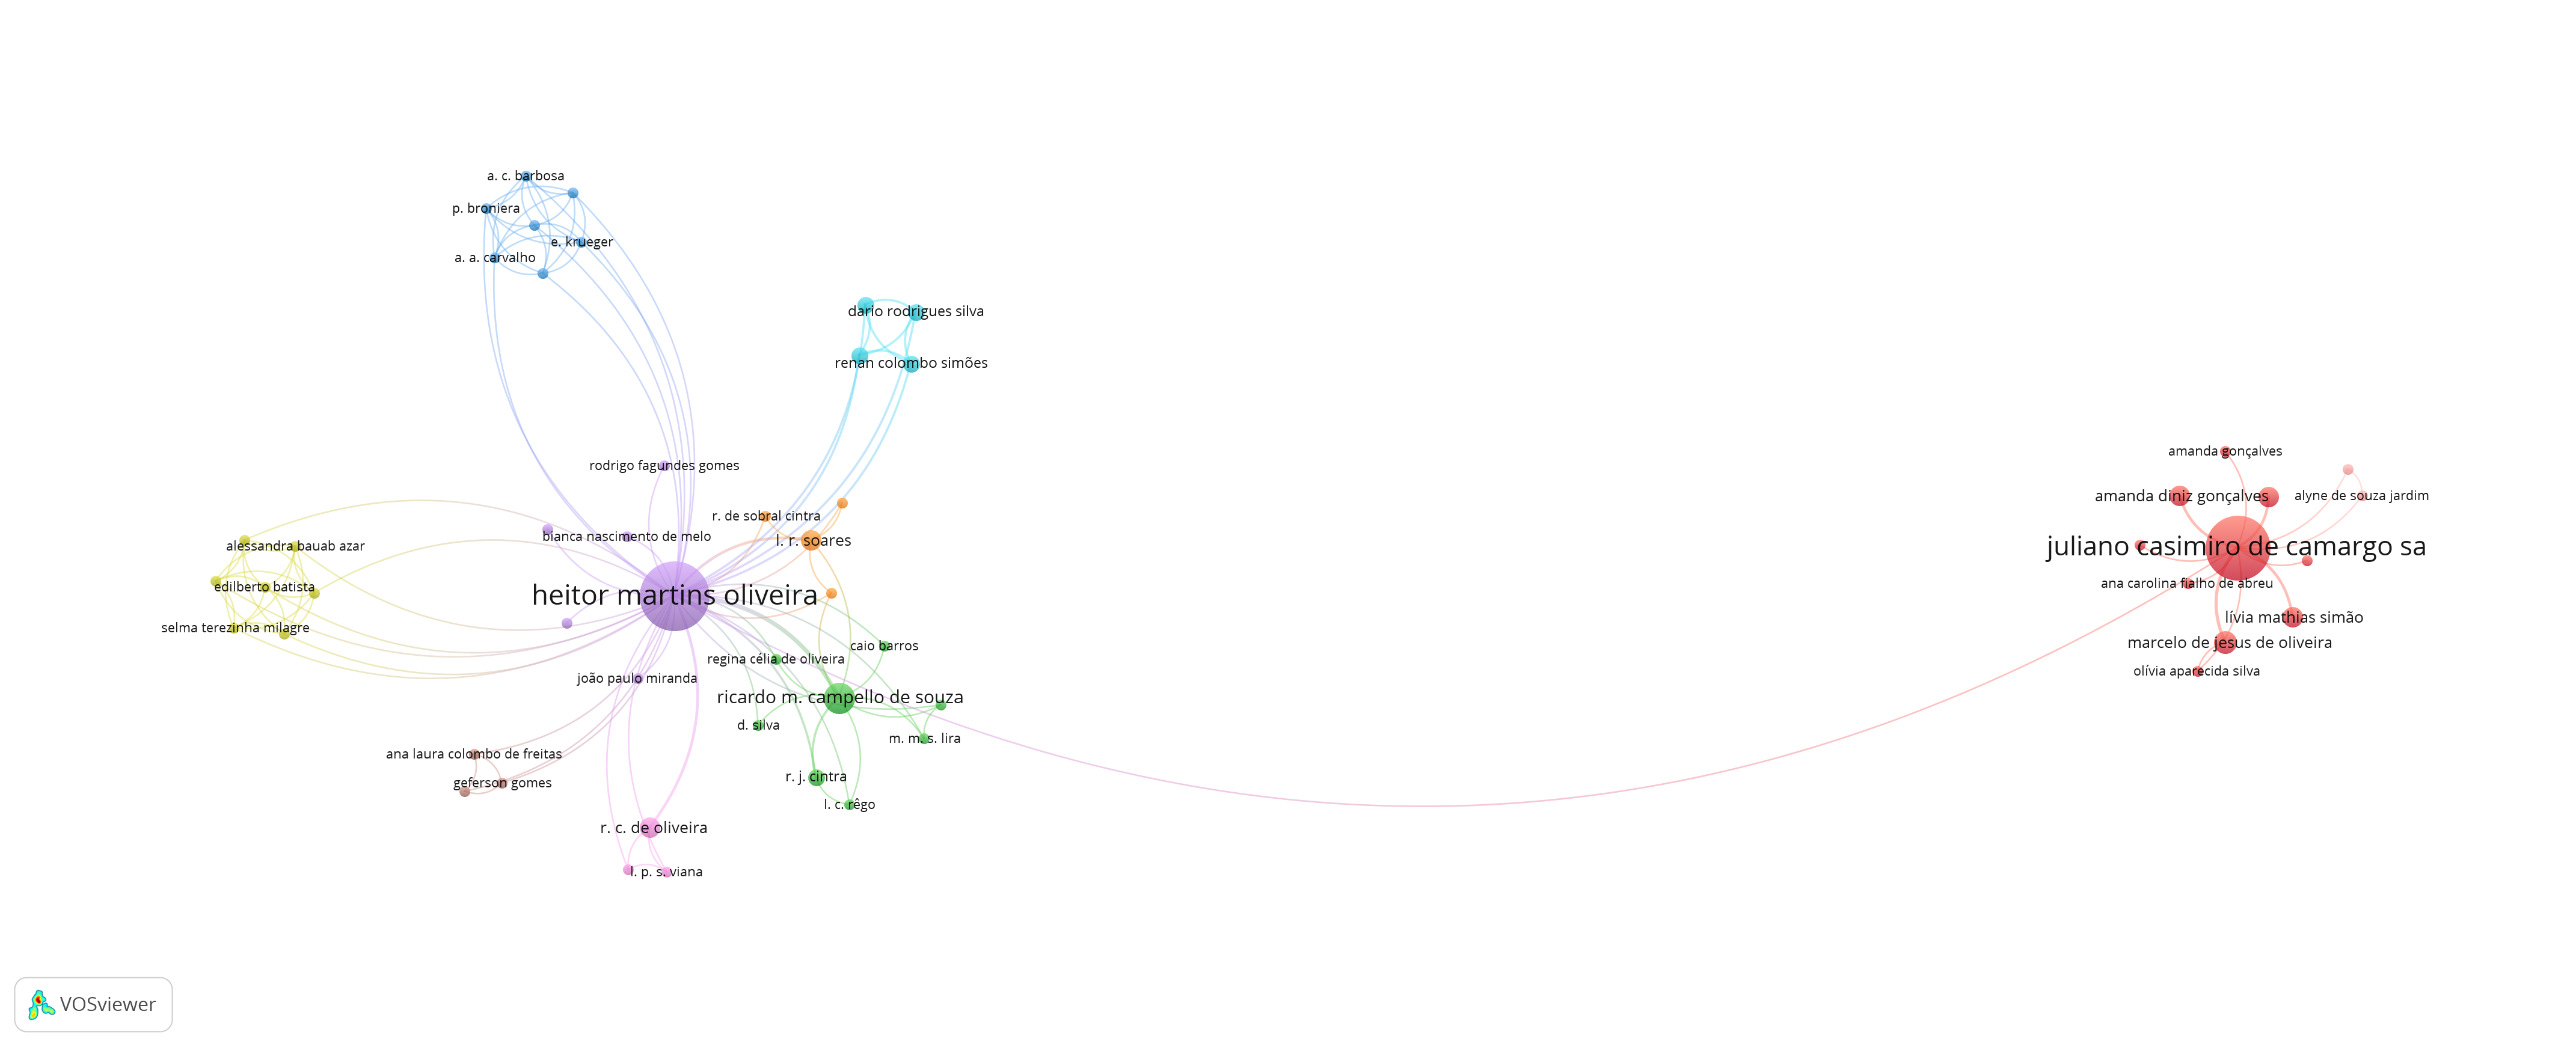 a. c. barbosa
p. broniera
e. krueger
a. a. carvalho
dario rodrigues silva
renan colombo simões
rodrigo fagundes gomes
r. de sobral cintra
bianca nascimento de melo
l. r. soares
alessandra bauab azar
edilberto batista
selma terezinha milagre
heitor martins oliveira
caio barros
regina célia de oliveira
joão paulo miranda
ricardo m. campello de souza
d. silva
m. m. s. lira
ana laura colombo de freitas
geferson gomes
r. j. cintra
l. c. rêgo
r. c. de oliveira
l. p. s. viana
amanda gonçalves
amanda diniz gonçalves
alyne de souza jardim
juliano casimiro de camargo sa
ana carolina fialho de abreu
lívia mathias simão
marcelo de jesus de oliveira
olívia aparecida silva
VOSviewer